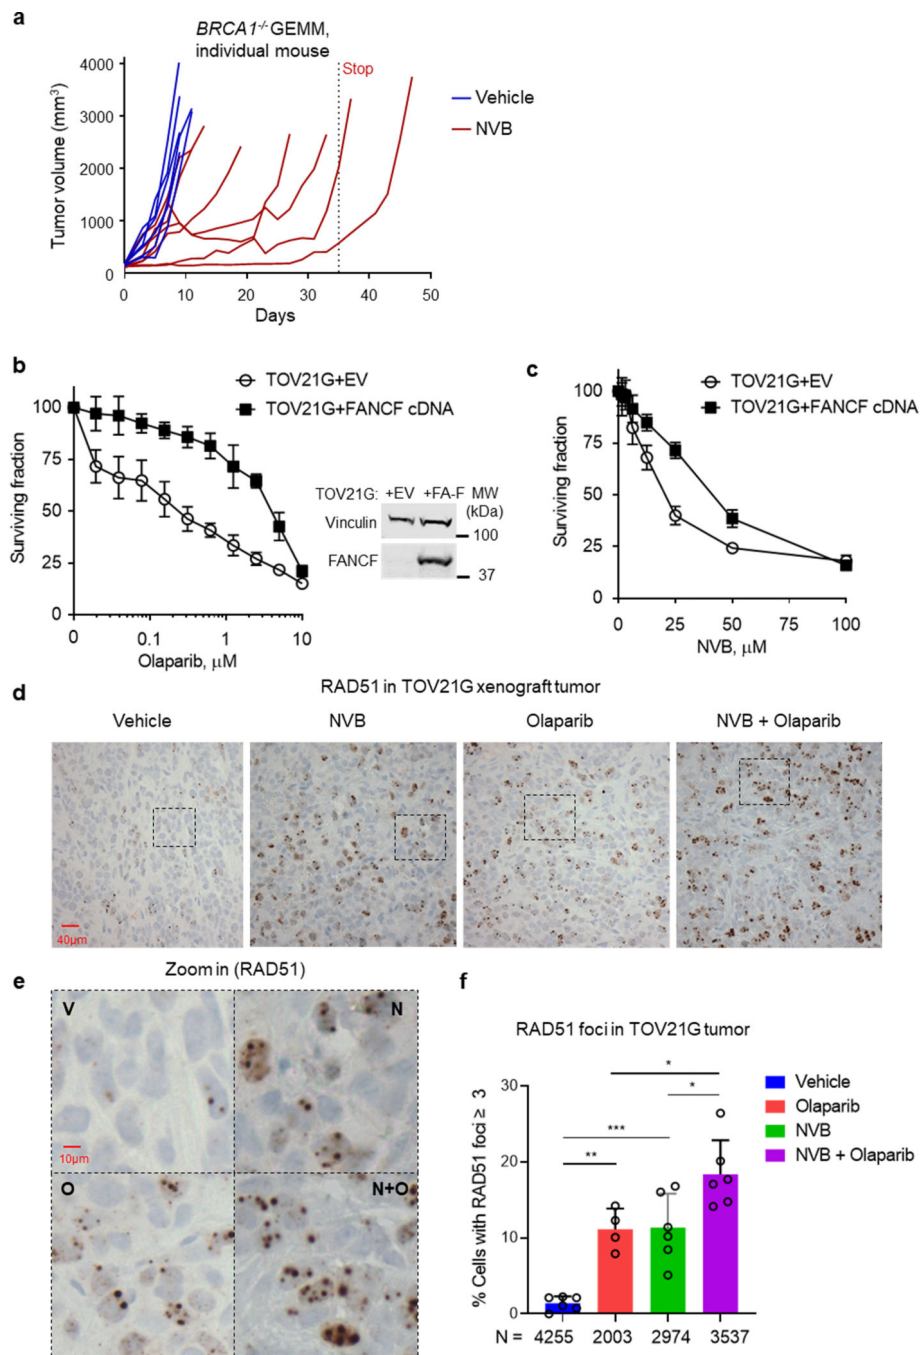 a
BRCA1-/- GEMM,
individual mouse
Stop
Vehicle
NVB
Tumor volume (mm3)
4000
3000
2000
1000
0
0 10 20 30 40 50
Days
b
TOV21G+EV
TOV21G+FANCF cDNA
Surviving fraction
100
75
50
25
0
0 0.1 1 10
Olaparib, μM
TOV21G: +EV +FA-F MW
(kDa)
Vinculin
100
FANCF
37
c
TOV21G+EV
TOV21G+FANCF cDNA
Surviving fraction
100
75
50
25
0
0 25 50 75 100
NVB, μM
d
RAD51 in TOV21G xenograft tumor
Vehicle NVB Olaparib NVB + Olaparib
40μm
e
Zoom in (RAD51)
V N
10μm
O N+O
f
RAD51 foci in TOV21G tumor
% Cells with RAD51 foci ≥ 3
30
20
10
0
*
*
***
**
Vehicle
Olaparib
NVB
NVB + Olaparib
N = 4255 2003 2974 3537